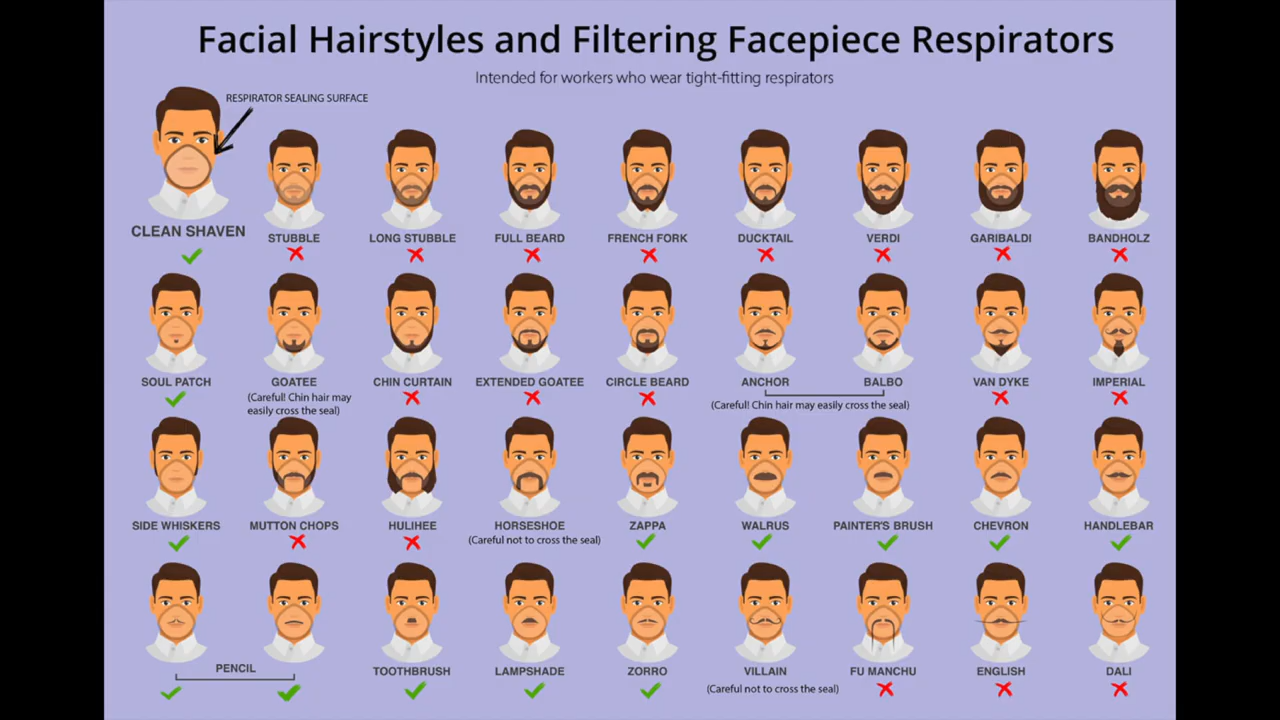 Facial Hairstyles and Filtering Facepiece Respirators
Intended for workers who wear tight-fitting respirators
RESPIRATOR SEALING SURFACE
CLEAN SHAVEN
STUBBLE
LONG STUBBLE
FULL BEARD
FRENCH FORK
DUCKTAIL
VERDI
GARIBALDI
BANDHOLZ
SOUL PATCH
GOATEE
(Careful! Chin hair may
easily cross the seal)
CHIN CURTAIN
EXTENDED GOATEE
CIRCLE BEARD
ANCHOR
BALBO
(Careful! Chin hair may easily cross the seal)
VAN DYKE
IMPERIAL
SIDE WHISKERS
MUTTON CHOPS
HULIHEE
HORSESHOE
(Careful not to cross the seal)
ZAPPA
WALRUS
PAINTER'S BRUSH
CHEVRON
HANDLEBAR
PENCIL
TOOTHBRUSH
LAMPSHADE
ZORRO
VILLAIN
(Careful not to cross the seal)
FU MANCHU
ENGLISH
DALI